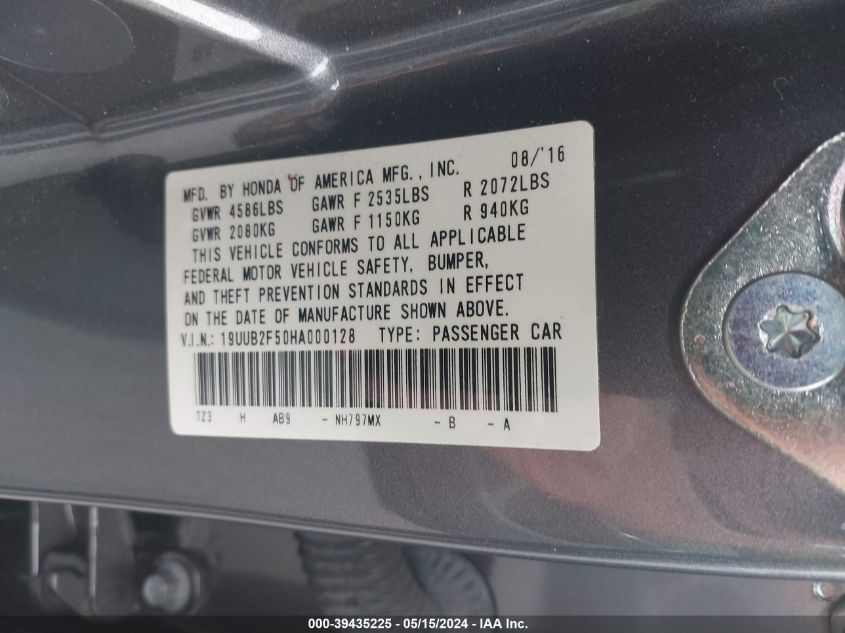 MFD. BY HONDA OF AMERICA MFG., INC. 08/'16
GVWR 4586LBS GAWR F 2535LBS R 2072LBS
GVWR 2080KG GAWR F 1150KG R 940KG
THIS VEHICLE CONFORMS TO ALL APPLICABLE
FEDERAL MOTOR VEHICLE SAFETY, BUMPER,
AND THEFT PREVENTION STANDARDS IN EFFECT
ON THE DATE OF MANUFACTURE SHOWN ABOVE.
V.I.N.: 19UUB2F50HA000128 TYPE: PASSENGER CAR
TZ3 H AB9 - NH797MX - B - A
000-39435225 - 05/15/2024 - IAA Inc.